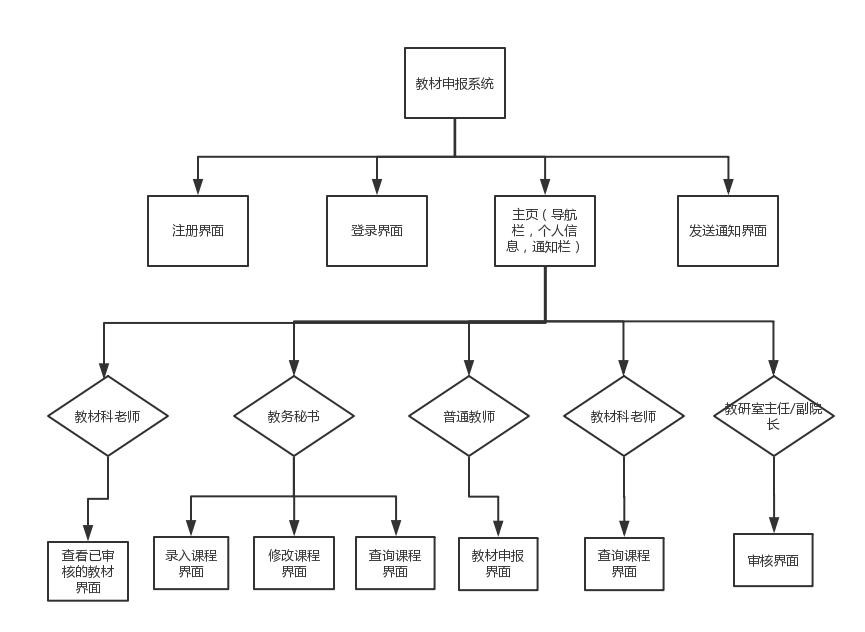 教材申报系统
注册界面
登录界面
主页（导航
栏，个人信
息，通知栏）
发送通知界面
教材科老师
教务秘书
普通教师
教材科老师
教研室主任/副院
长
查看已审
核的教材
界面
录入课程
界面
修改课程
界面
查询课程
界面
教材申报
界面
查询课程
界面
审核界面